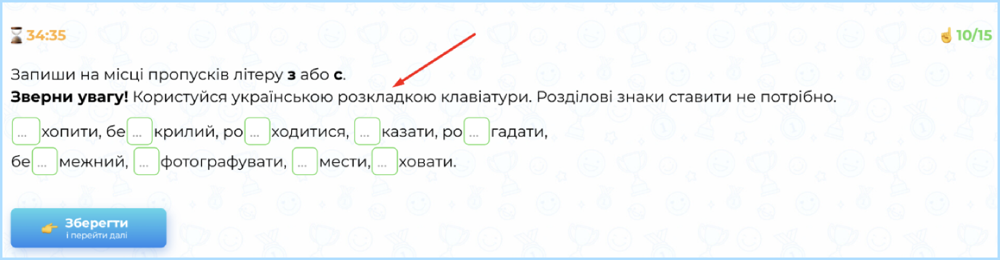 34:35
10/15
Запиши на місці пропусків літеру з або с.
Зверни увагу! Користуйся українською розкладкою клавіатури. Розділові знаки ставити не потрібно.
... хопити, бе ... крилий, ро ... ходитися, ... казати, ро ... гадати,
бе ... межний, ... фотографувати, ... мести, ... ховати.
Зберегти
і перейти далі